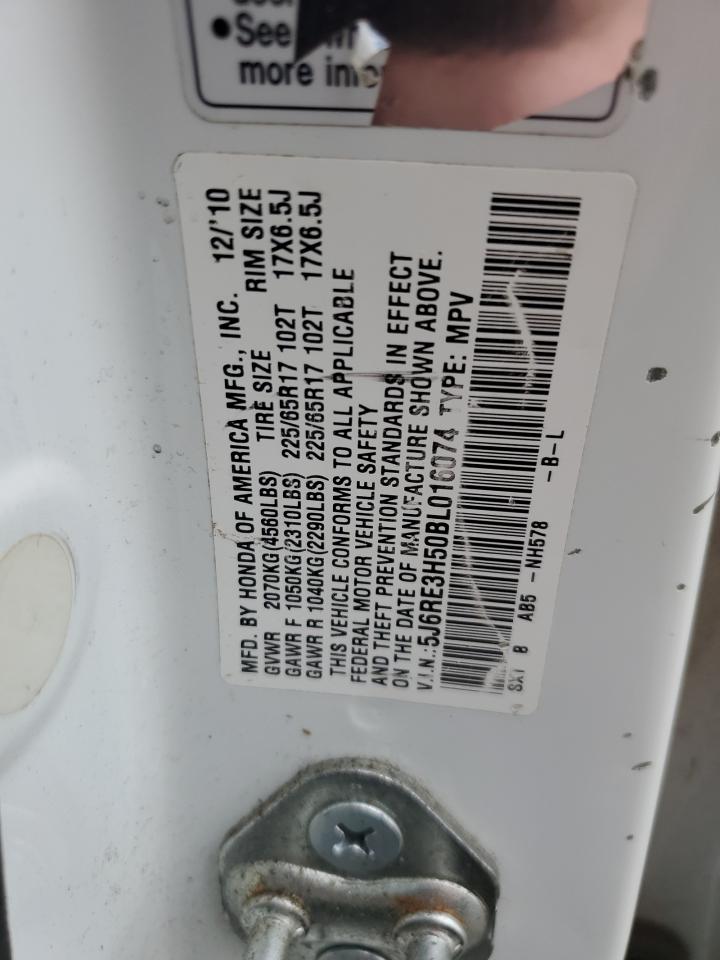 • See
more info
MFD. BY HONDA OF AMERICA MFG., INC. 12/'10
TIRE SIZE RIM SIZE
GVWR 2070KG(4560LBS)
GAWR F 1050KG(2310LBS) 225/65R17 102T 17X6.5J
GAWR R 1040KG(2290LBS) 225/65R17 102T 17X6.5J
THIS VEHICLE CONFORMS TO ALL APPLICABLE
FEDERAL MOTOR VEHICLE SAFETY
AND THEFT PREVENTION STANDARDS IN EFFECT
ON THE DATE OF MANUFACTURE SHOWN ABOVE.
V.I.N.:5J6RE3H50BL016074 TYPE: MPV
B AB5 -NH578 -B-L